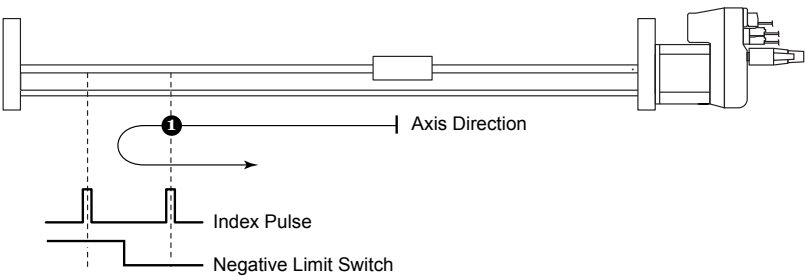 1
Axis Direction
Index Pulse
Negative Limit Switch